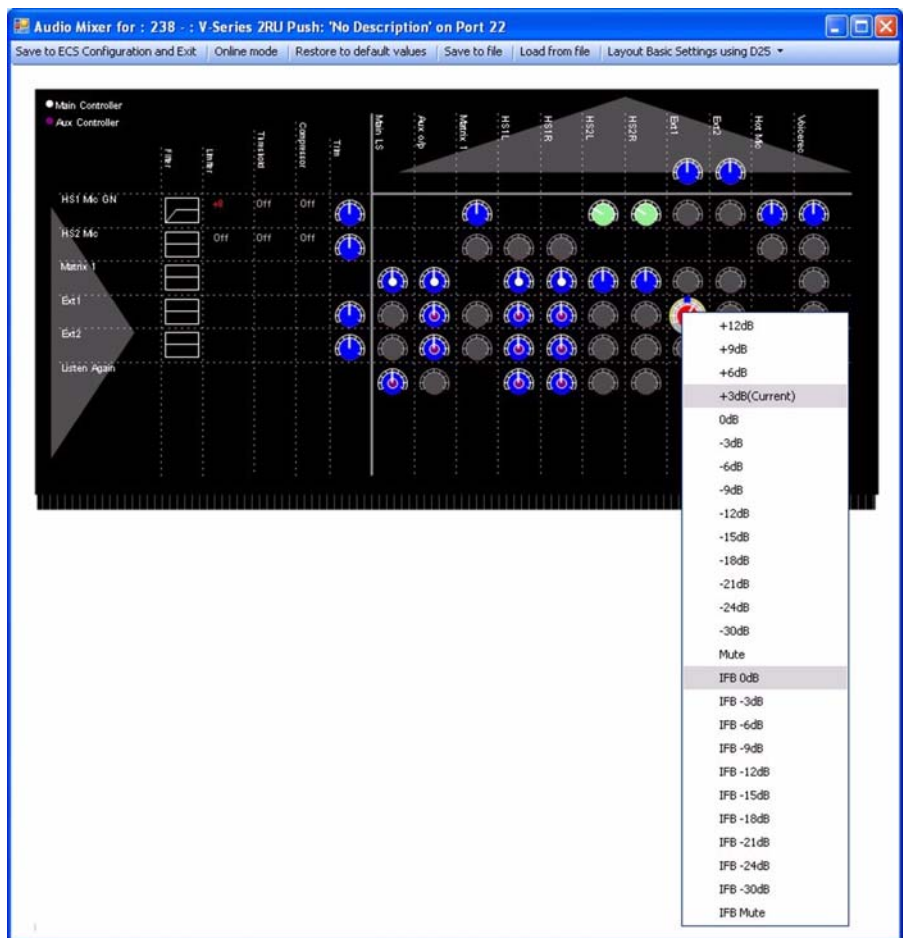 Audio Mixer for : 238 - : V-Series 2RU Push: 'No Description' on Port 22
Save to ECS Configuration and Exit Online mode Restore to default values Save to file Load from file Layout Basic Settings using D25
Main Controller
Aux Controller
Filter
Limiter
Threshold
Compressor
Trim
Main LS
Aux o/p
Matrix 1
HS1L
HS1R
HS2L
HS2R
Ext1
Ext2
Hot Mic
Voicerec
HS1 Mic GN +8 Off Off
HS2 Mic Off Off Off
Matrix 1
Ext1
Ext2
Listen Again
+12dB
+9dB
+6dB
+3dB(Current)
0dB
-3dB
-6dB
-9dB
-12dB
-15dB
-18dB
-21dB
-24dB
-30dB
Mute
IFB 0dB
IFB -3dB
IFB -6dB
IFB -9dB
IFB -12dB
IFB -15dB
IFB -18dB
IFB -21dB
IFB -24dB
IFB -30dB
IFB Mute